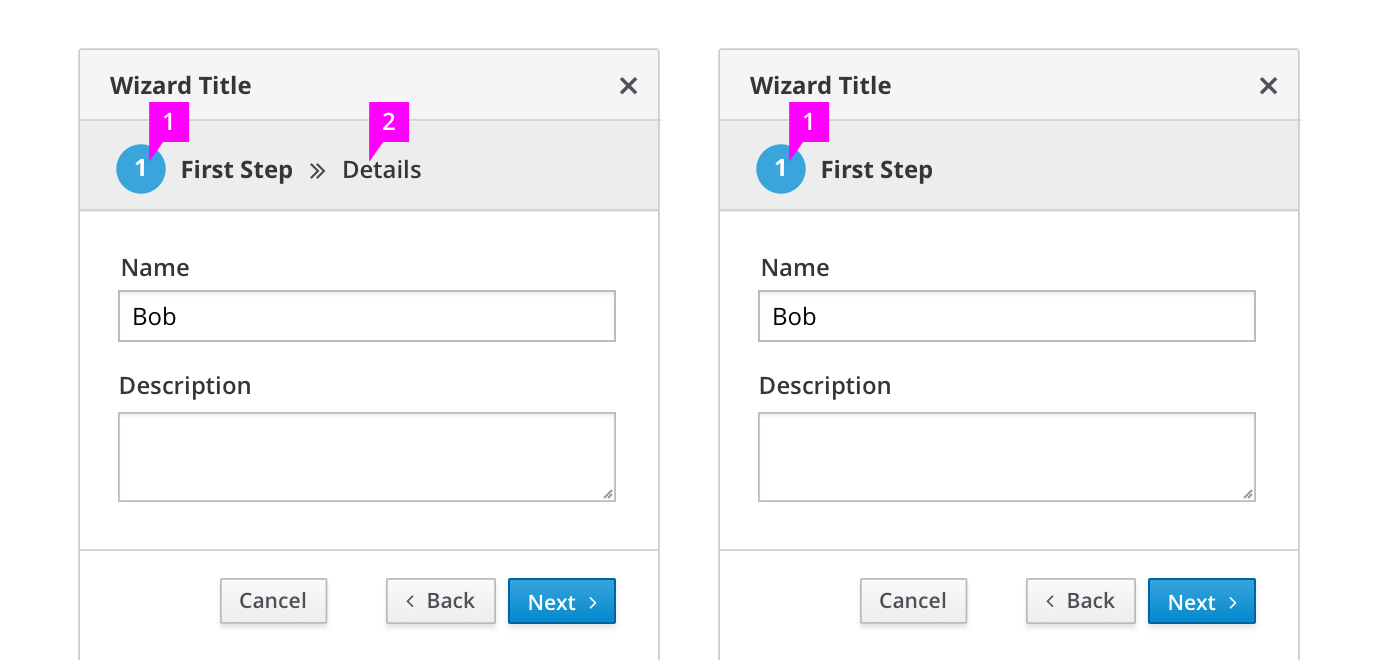 Wizard Title
1
2
1 First Step » Details
Name
Bob
Description
Cancel
Back
Next
Wizard Title
1
1 First Step
Name
Bob
Description
Cancel
Back
Next